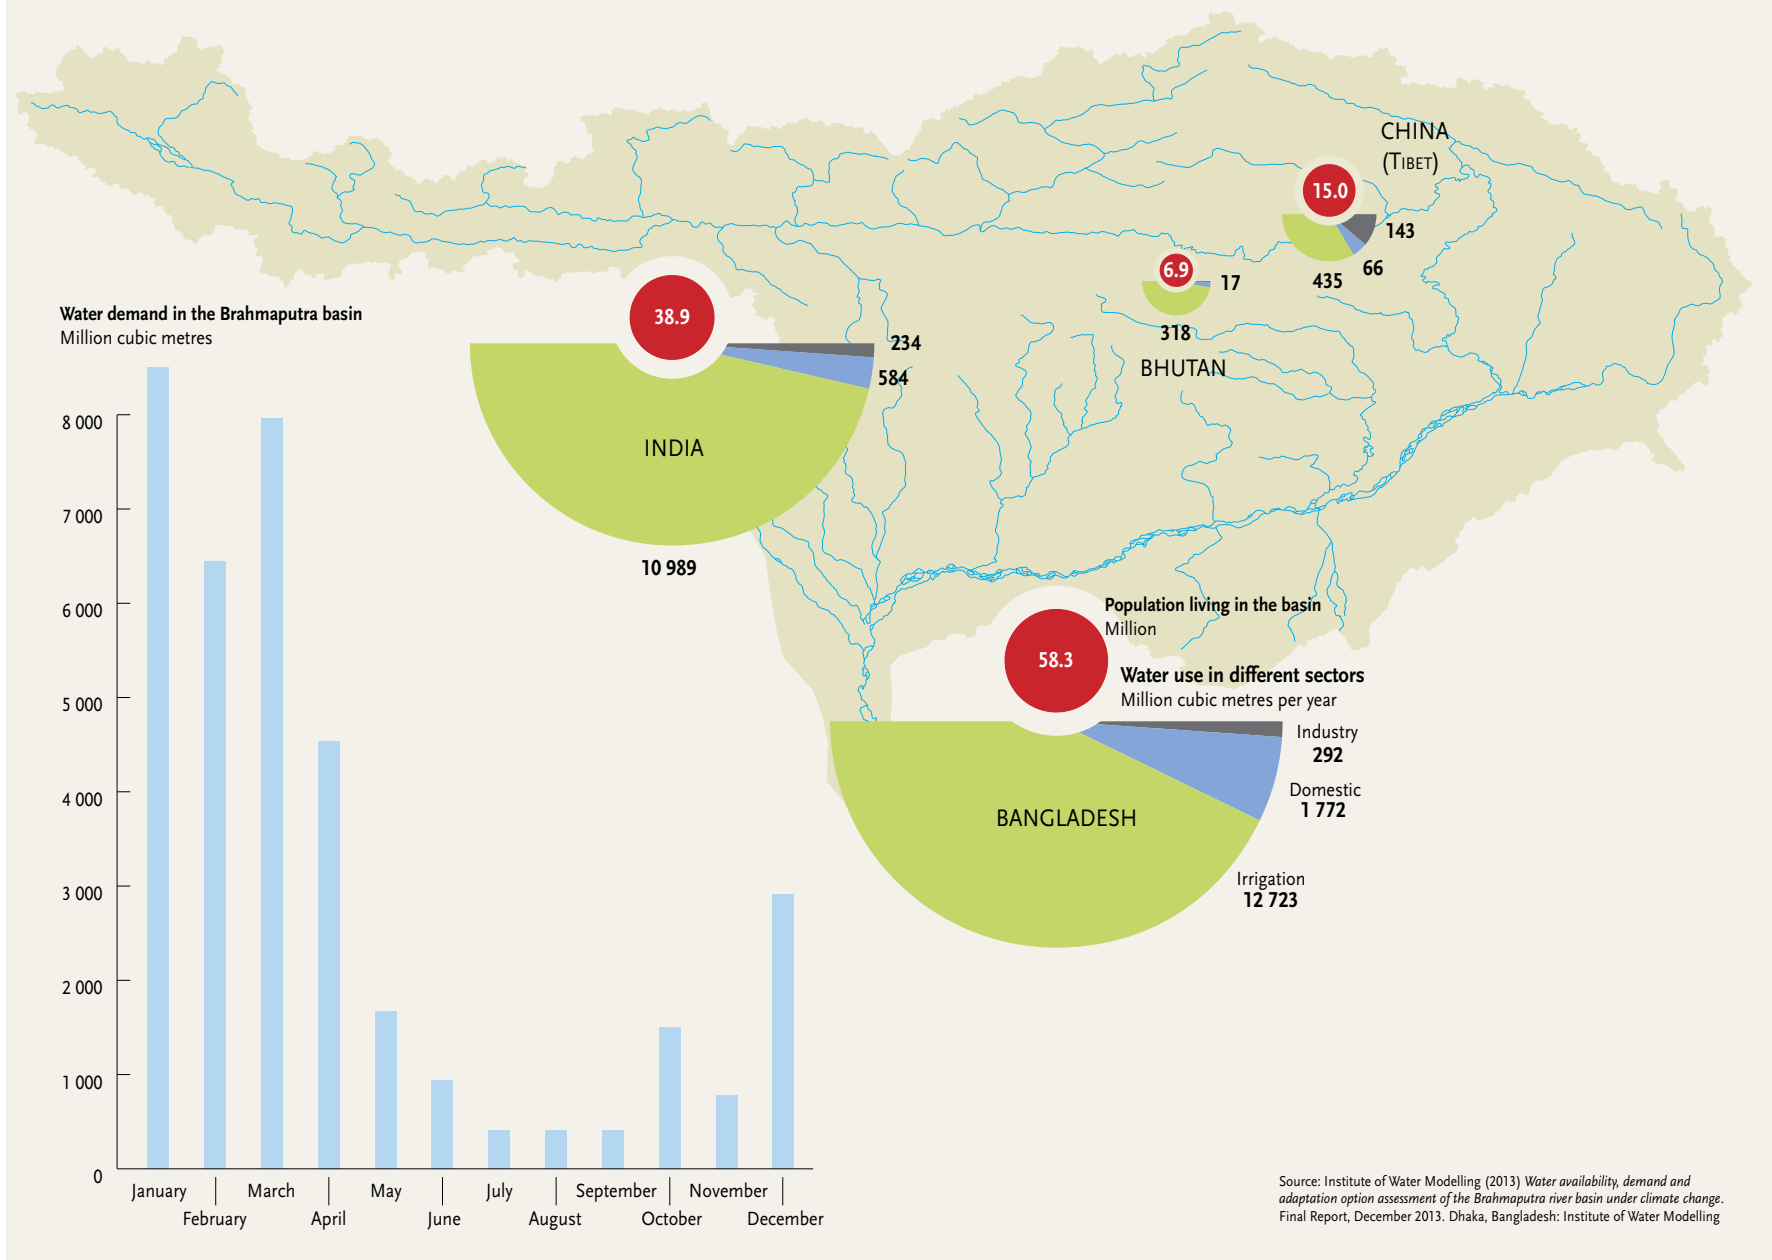 CHINA
(TIBET)
15.0
143
66
435
6.9
17
318
BHUTAN
Water demand in the Brahmaputra basin
Million cubic metres
38.9
234
584
INDIA
10 989
8 000
7 000
6 000
5 000
4 000
3 000
2 000
1 000
0
January
February
March
April
May
June
July
August
September
October
November
December
Population living in the basin
Million
58.3
Water use in different sectors
Million cubic metres per year
Industry
292
Domestic
1 772
BANGLADESH
Irrigation
12 723
Source: Institute of Water Modelling (2013) Water availability, demand and
adaptation option assessment of the Brahmaputra river basin under climate change.
Final Report, December 2013. Dhaka, Bangladesh: Institute of Water Modelling